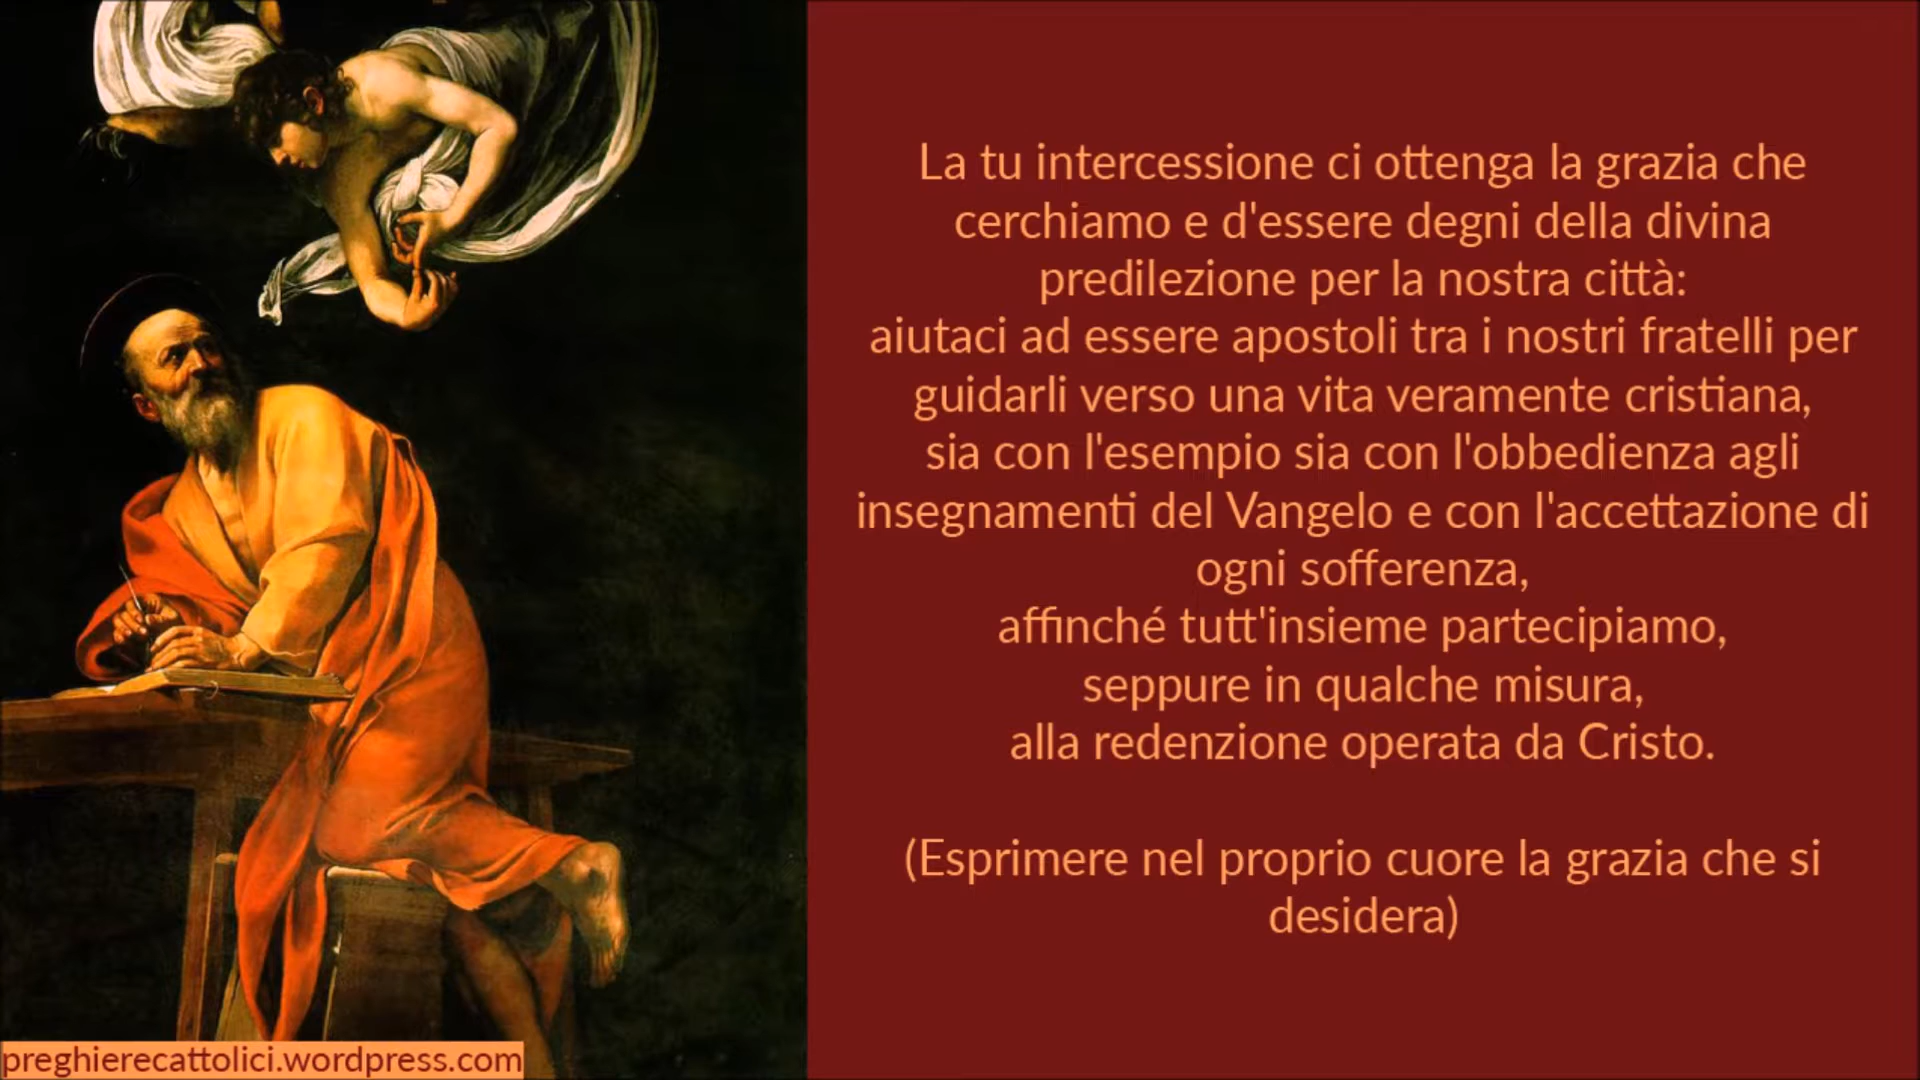 La tu intercessione ci ottenga la grazia che
cerchiamo e d'essere degni della divina
predilezione per la nostra città:
aiutaci ad essere apostoli tra i nostri fratelli per
guidarli verso una vita veramente cristiana,
sia con l'esempio sia con l'obbedienza agli
insegnamenti del Vangelo e con l'accettazione di
ogni sofferenza,
affinché tutt'insieme partecipiamo,
seppure in qualche misura,
alla redenzione operata da Cristo.
(Esprimere nel proprio cuore la grazia che si
desidera)
preghierecattolici.wordpress.com